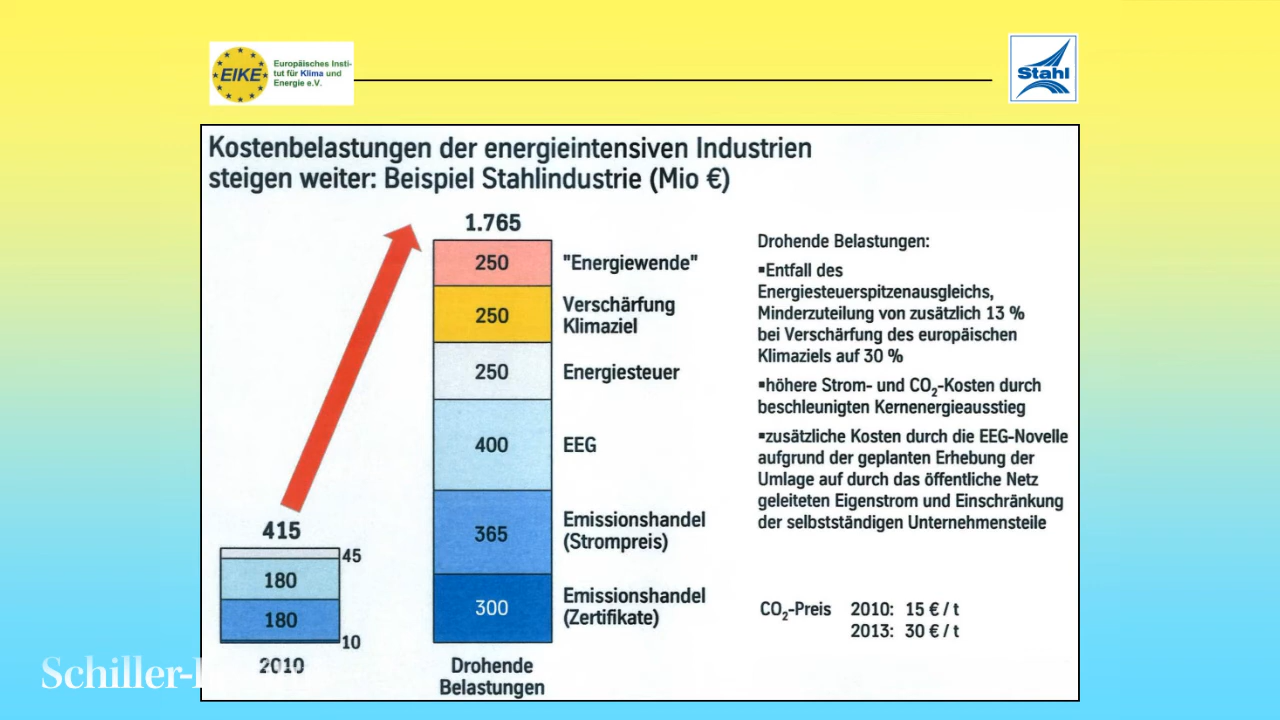 EIKE
Europäisches Insti-
tut für Klima und
Energie e.V.
Stahl
Kostenbelastungen der energieintensiven Industrien
steigen weiter: Beispiel Stahlindustrie (Mio €)
415
45
180
180
10
2010
1.765
250 "Energiewende"
250 Verschärfung
Klimaziel
250 Energiesteuer
400 EEG
365 Emissionshandel
(Strompreis)
300 Emissionshandel
(Zertifikate)
Drohende
Belastungen
Drohende Belastungen:
▪Entfall des
Energiesteuerspitzenausgleichs,
Minderzuteilung von zusätzlich 13 %
bei Verschärfung des europäischen
Klimaziels auf 30 %
▪höhere Strom- und CO₂-Kosten durch
beschleunigten Kernenergieausstieg
▪zusätzliche Kosten durch die EEG-Novelle
aufgrund der geplanten Erhebung der
Umlage auf durch das öffentliche Netz
geleiteten Eigenstrom und Einschränkung
der selbstständigen Unternehmensteile
CO₂-Preis 2010: 15 € / t
2013: 30 € / t
Schiller-